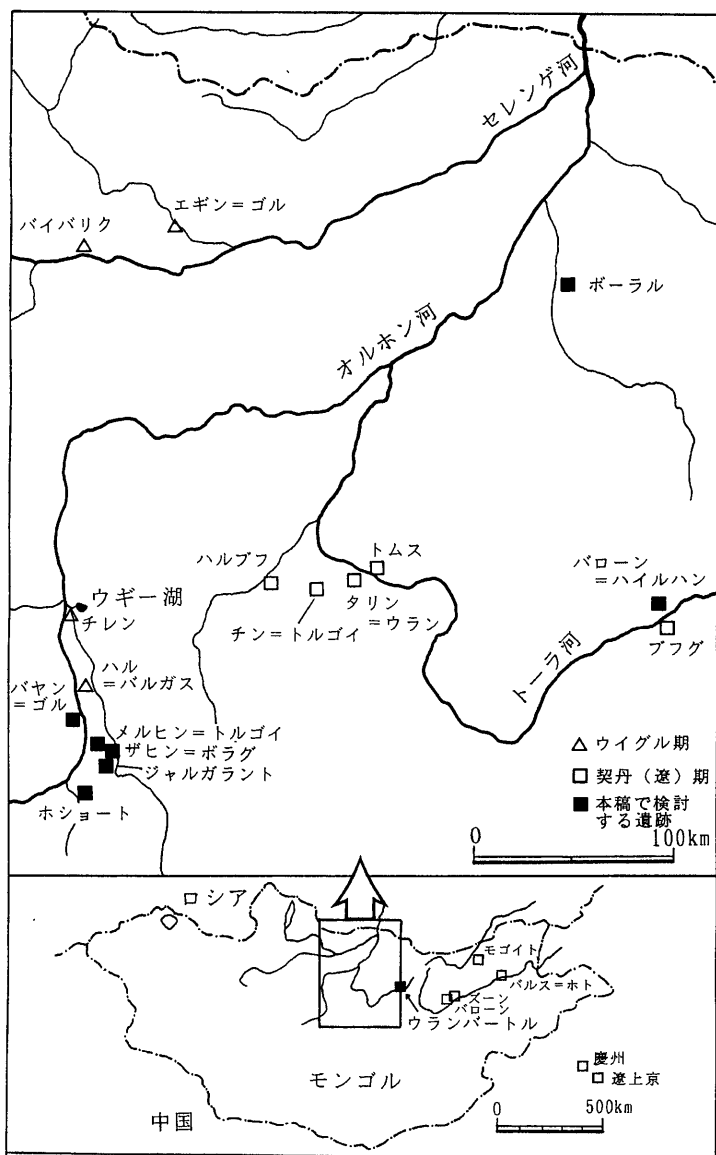 セレンゲ河
エギン＝ゴル
バイバリク
ボーラル
オルホン河
ハルブフ
トムス
バローン
＝ハイルハン
ウギー湖
チレン
チン＝トルゴイ
タリン
＝ウラン
ブフグ
トーラ河
ハル
＝バルガス
バヤン
＝ゴル
メルヒン＝トルゴイ
ザヒン＝ボラグ
ジャルガラント
ホショート
△ ウイグル期
□ 契丹（遼）期
■ 本稿で検討
する遺跡
0 100km
ロシア
モゴイト
バルス＝ホト
ズーン
バローン
ウランバートル
モンゴル
慶州
遼上京
中国
0 500km